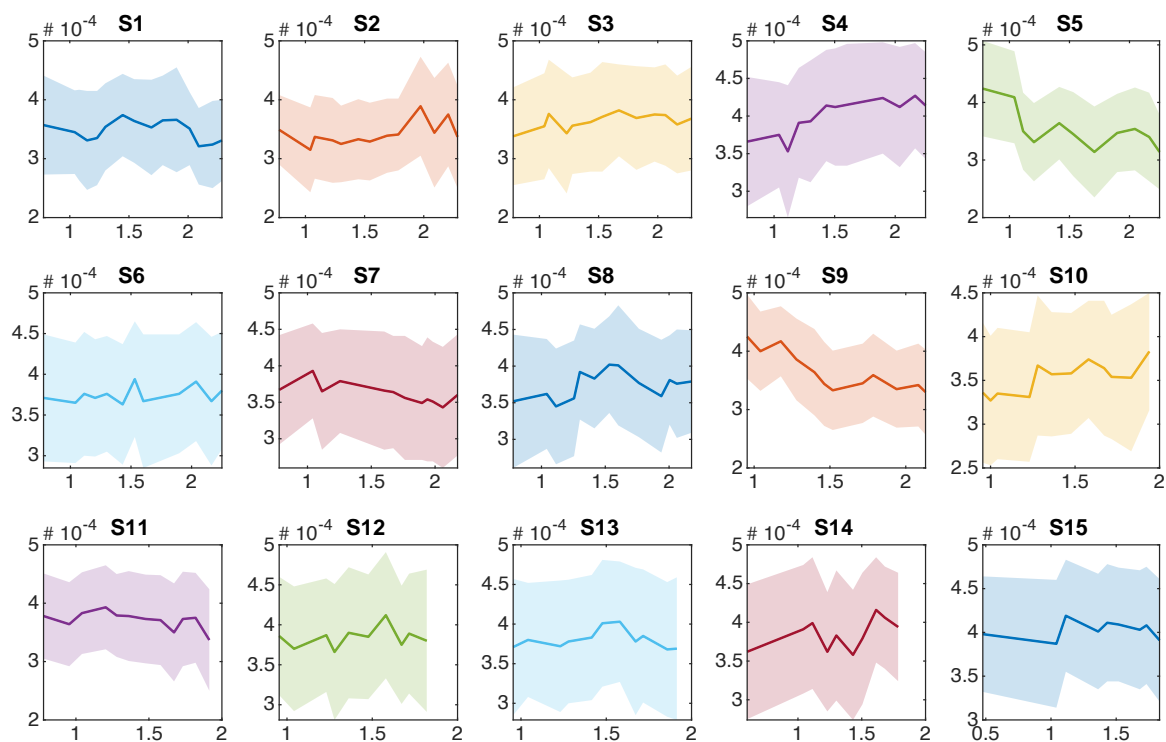 # 10^-4 S1 # 10^-4 S2 # 10^-4 S3 # 10^-4 S4 # 10^-4 S5
5 5 5 5 5
4.5
4 4 4 4 4
3.5
3 3 3 3 3
2 2 2 2
1 1.5 2 1 1.5 2 1 1.5 2 1 1.5 2 1 1.5 2
# 10^-4 S6 # 10^-4 S7 # 10^-4 S8 # 10^-4 S9 # 10^-4 S10
5 5 5 5 4.5
4.5 4.5 4.5
4 4 4 4 4
3.5 3.5 3.5 3.5
3 3 3 3 3
2 2.5
1 1.5 2 1 1.5 2 1 1.5 2 1 1.5 2 1 1.5 2
# 10^-4 S11 # 10^-4 S12 # 10^-4 S13 # 10^-4 S14 # 10^-4 S15
5 5 5 5 5
4.5 4.5 4.5 4.5
4 4 4 4 4
3.5 3.5 3.5 3.5
3 3 3 3 3
2
1 1.5 2 1 1.5 2 1 1.5 2 1 1.5 2 0.5 1 1.5